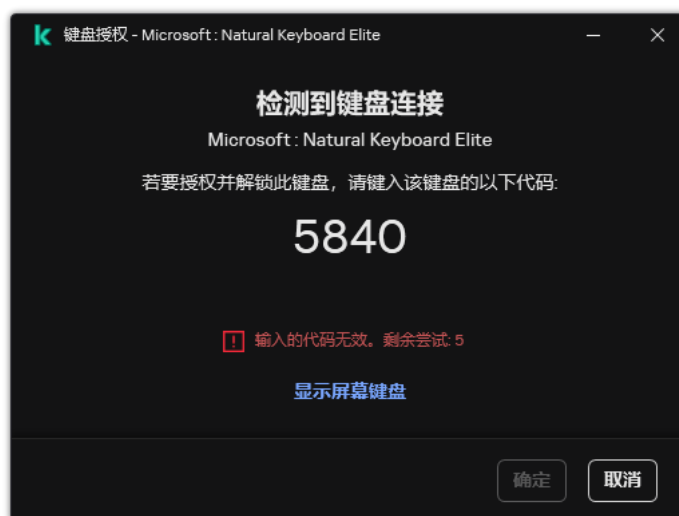 键盘授权 - Microsoft : Natural Keyboard Elite
检测到键盘连接
Microsoft : Natural Keyboard Elite
若要授权并解锁此键盘，请键入该键盘的以下代码:
5840
输入的代码无效。剩余尝试: 5
显示屏幕键盘
确定
取消